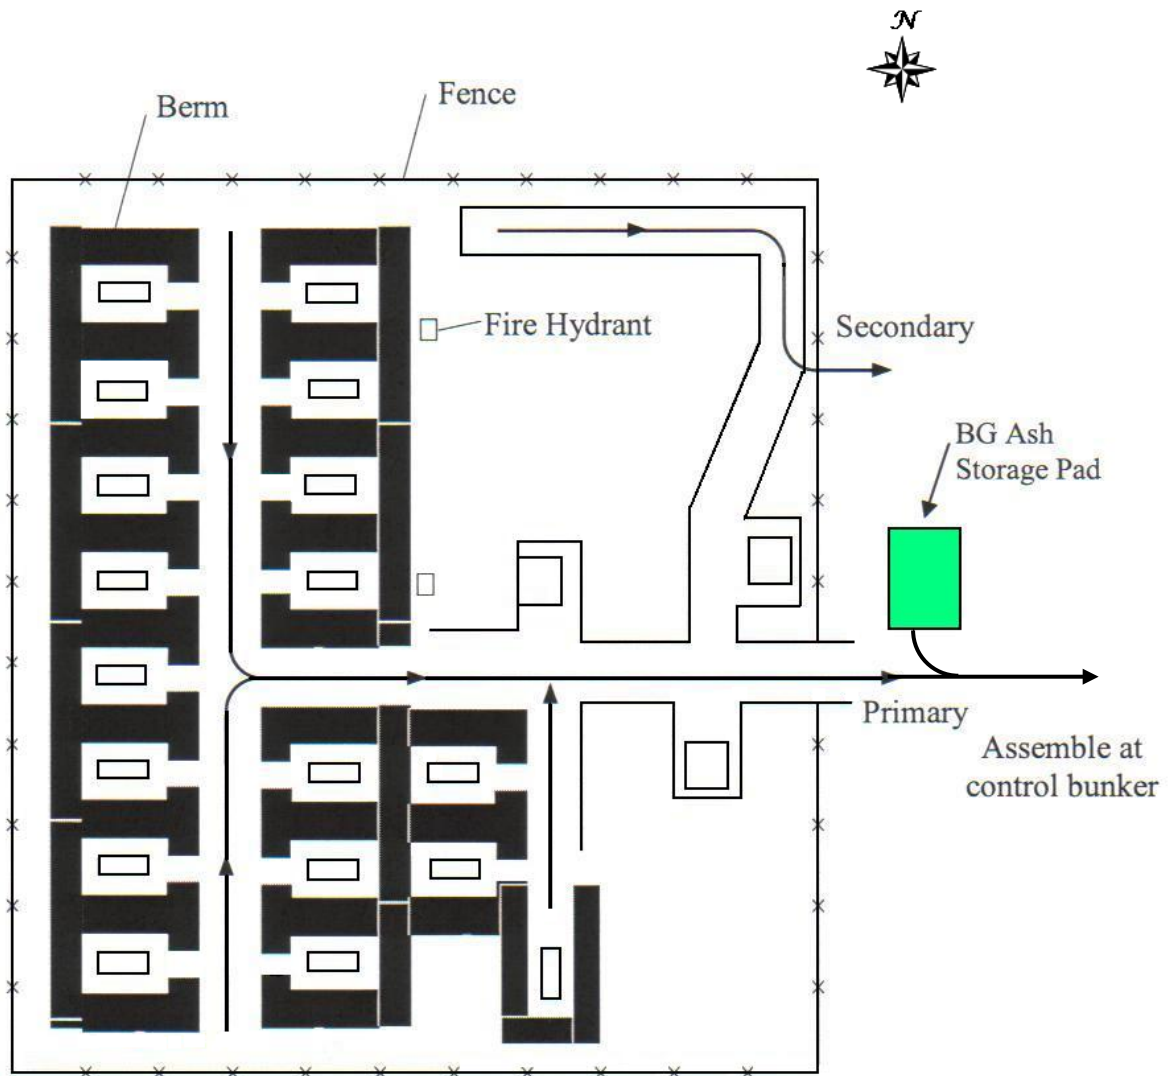 N
Fence
Berm
Fire Hydrant
Secondary
BG Ash
Storage Pad
Primary
Assemble at
control bunker